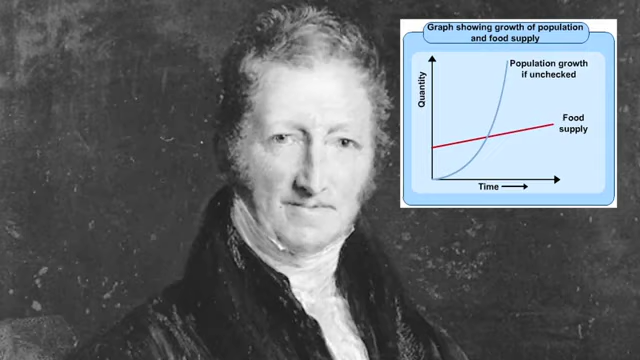 Graph showing growth of population
and food supply
Population growth
if unchecked
Quantity
Food
supply
Time